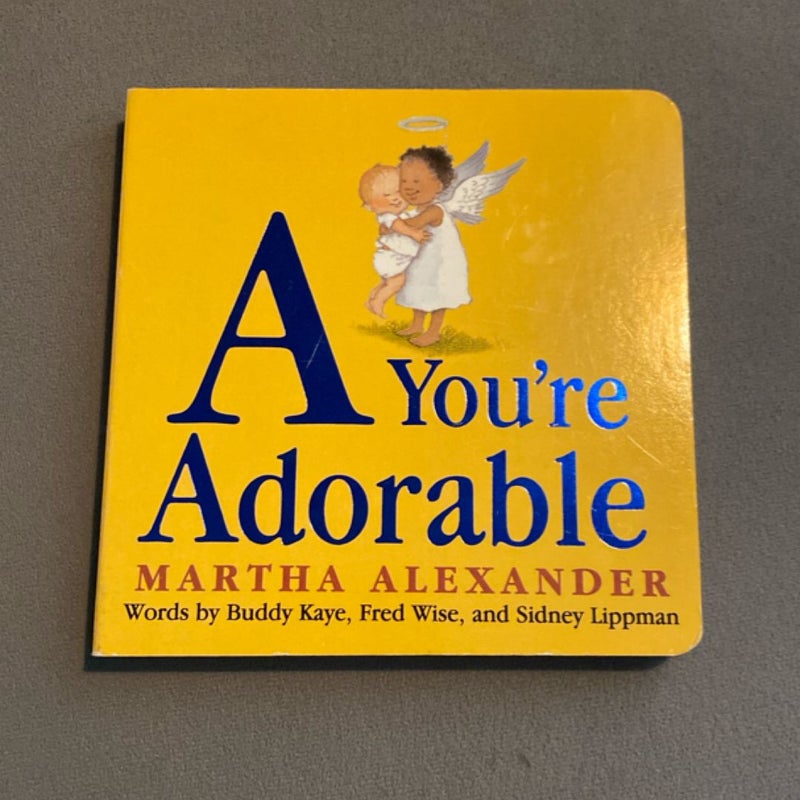 A You're
Adorable
MARTHA ALEXANDER
Words by Buddy Kaye, Fred Wise, and Sidney Lippman